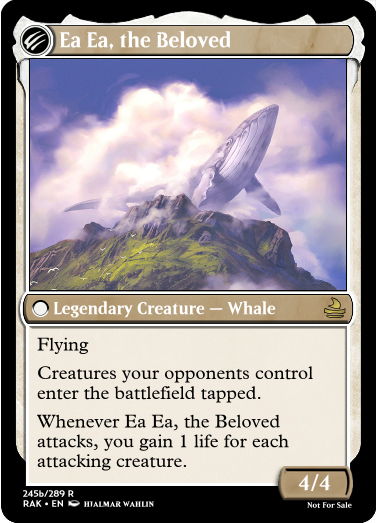 Ea Ea, the Beloved
Legendary Creature — Whale
Flying
Creatures your opponents control
enter the battlefield tapped.
Whenever Ea Ea, the Beloved
attacks, you gain 1 life for each
attacking creature.
4/4
245b/289 R
RAK • EN HJALMAR WAHLIN
Not For Sale